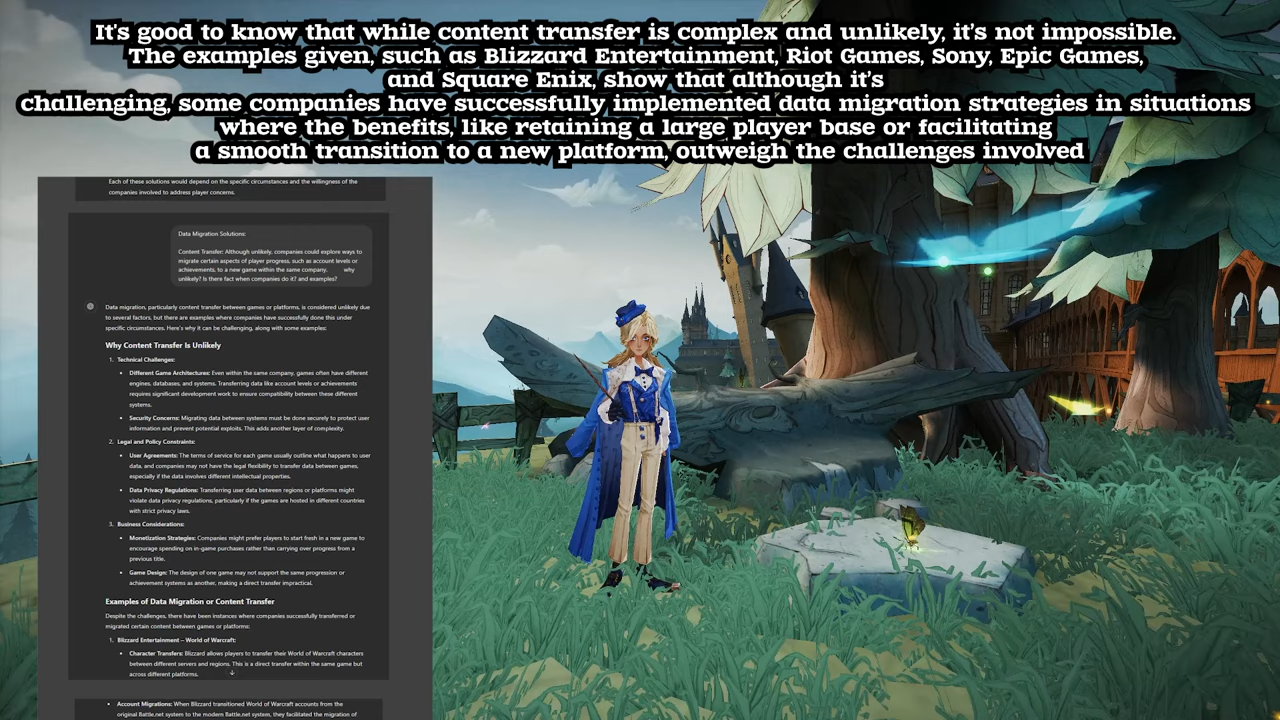 It's good to know that while content transfer is complex and unlikely, it's not impossible.
The examples given, such as Blizzard Entertainment, Riot Games, Sony, Epic Games,
and Square Enix, show that although it's
challenging, some companies have successfully implemented data migration strategies in situations
where the benefits, like retaining a large player base or facilitating
a smooth transition to a new platform, outweigh the challenges involved
Each of these solutions would depend on the specific circumstances and the willingness of the
companies involved to address player concerns.
Data Migration Solutions:
Content Transfer: Although unlikely, companies could explore ways to
migrate certain aspects of player progress, such as account levels or
achievements, to a new game within the same company. why
unlikely? Is there fact when companies do it? and examples?
Data migration, particularly content transfer between games or platforms, is considered unlikely due
to several factors, but there are examples where companies have successfully done this under
specific circumstances. Here's why it can be challenging, along with some examples:
Why Content Transfer Is Unlikely
1. Technical Challenges:
• Different Game Architectures: Even within the same company, games often have different
engines, databases, and systems. Transferring data like account levels or achievements
requires significant development work to ensure compatibility between these different
systems.
• Security Concerns: Migrating data between systems must be done securely to protect user
information and prevent potential exploits. This adds another layer of complexity.
2. Legal and Policy Constraints:
• User Agreements: The terms of service for each game usually outline what happens to user
data, and companies may not have the legal flexibility to transfer data between games,
especially if the data involves different intellectual properties.
• Data Privacy Regulations: Transferring user data between regions or platforms might
violate data privacy regulations, particularly if the games are hosted in different countries
with strict privacy laws.
3. Business Considerations:
• Monetization Strategies: Companies might prefer players to start fresh in a new game to
encourage spending on in-game purchases rather than carrying over progress from a
previous title.
• Game Design: The design of one game may not support the same progression or
achievement systems as another, making a direct transfer impractical.
Examples of Data Migration or Content Transfer
Despite the challenges, there have been instances where companies successfully transferred or
migrated certain content between games or platforms:
1. Blizzard Entertainment – World of Warcraft:
• Character Transfers: Blizzard allows players to transfer their World of Warcraft characters
between different servers and regions. This is a direct transfer within the same game but
across different platforms.
• Account Migrations: When Blizzard transitioned World of Warcraft accounts from the
original Battle.net system to the modern Battle.net system, they facilitated the migration of